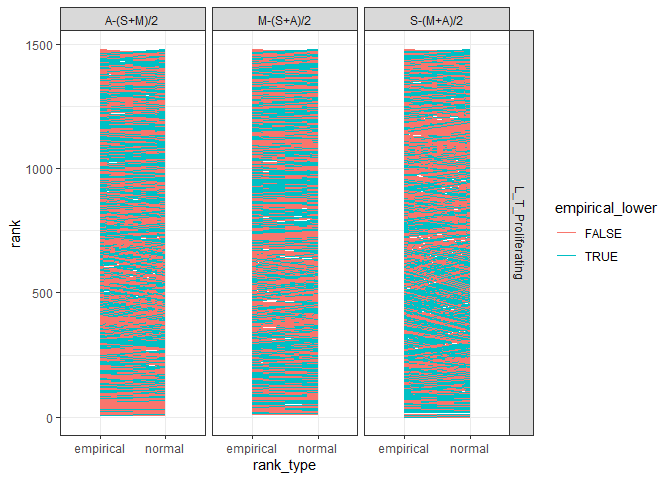 A-(S+M)/2
M-(S+A)/2
S-(M+A)/2
1500
1000
500
0
rank
empirical
normal
empirical
normal
empirical
normal
rank_type
L_T_Proliferating
empirical_lower
FALSE
TRUE